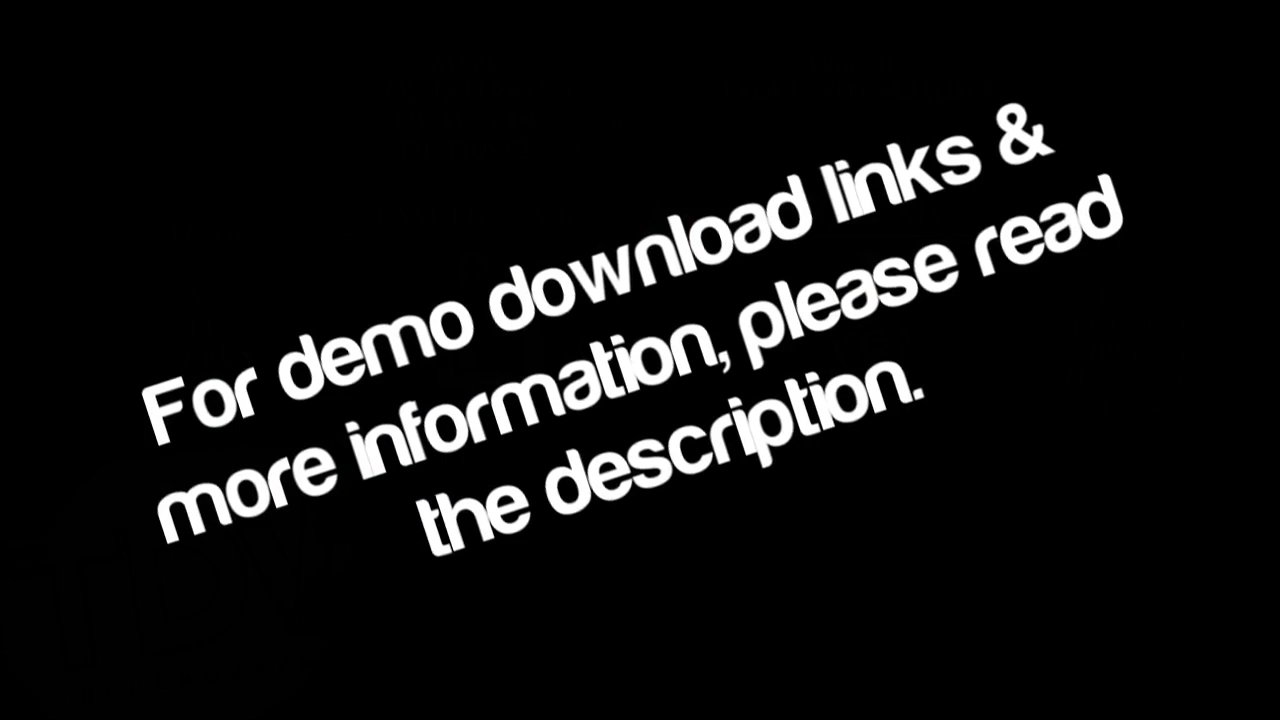 For demo download links &
more information, please read
the description.